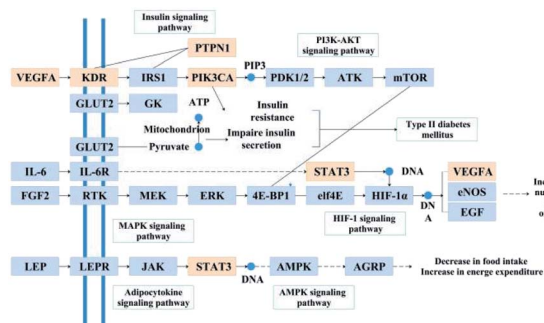 Insulin signaling
pathway
PTPN1
PI3K-AKT
signaling pathway
VEGFA
KDR
IRS1
PIK3CA
PIP3
PDK1/2
ATK
mTOR
GLUT2
GK
ATP
Insulin
resistance
Mitochondrion
Impaire insulin
secretion
Type II diabetes
mellitus
GLUT2
Pyruvate
IL-6
IL-6R
STAT3
DNA
VEGFA
FGF2
RTK
MEK
ERK
4E-BP1
elf4E
HIF-1α
DN
A
eNOS
EGF
MAPK signaling
pathway
HIF-1 signaling
pathway
LEP
LEPR
JAK
STAT3
DNA
AMPK
AGRP
Decrease in food intake
Increase in energy expenditure
Adipocytokine
signaling pathway
AMPK signaling
pathway